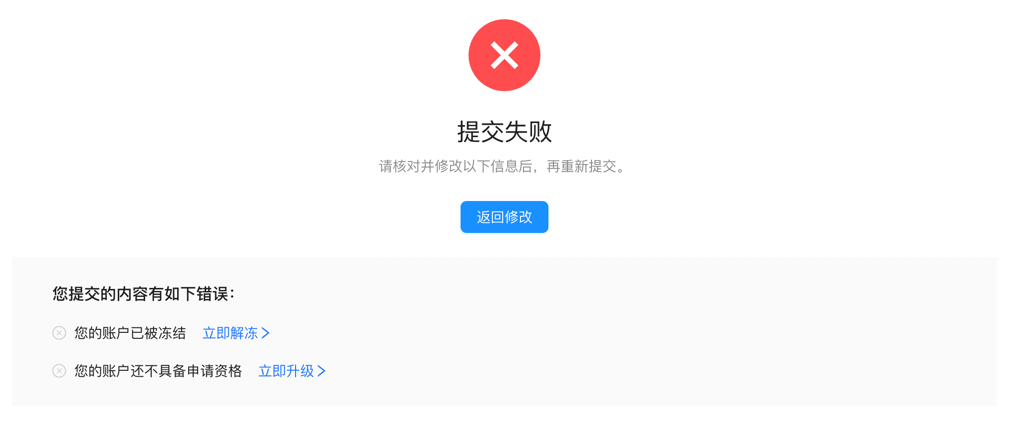 提交失败
请核对并修改以下信息后，再重新提交。
返回修改
您提交的内容有如下错误：
您的账户已被冻结 立即解冻
您的账户还不具备申请资格 立即升级